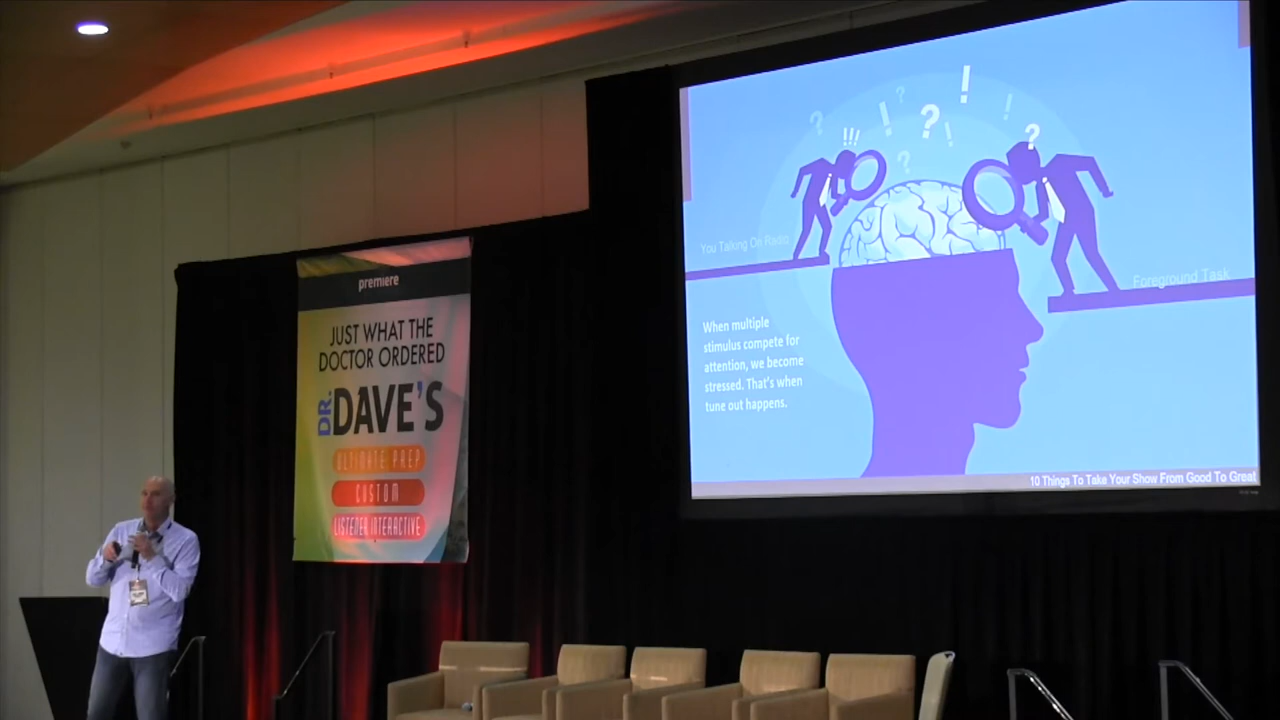 premiere
JUST WHAT THE
DOCTOR ORDERED
DR. DAVE'S
ULTIMATE PREP
CUSTOM
LISTENER INTERACTIVE
? ! ? ! ? ! !
!!! ?
?
You Talking On Radio
Foreground Task
When multiple
stimulus compete for
attention, we become
stressed. That's when
tune out happens.
10 Things To Take Your Show From Good To Great